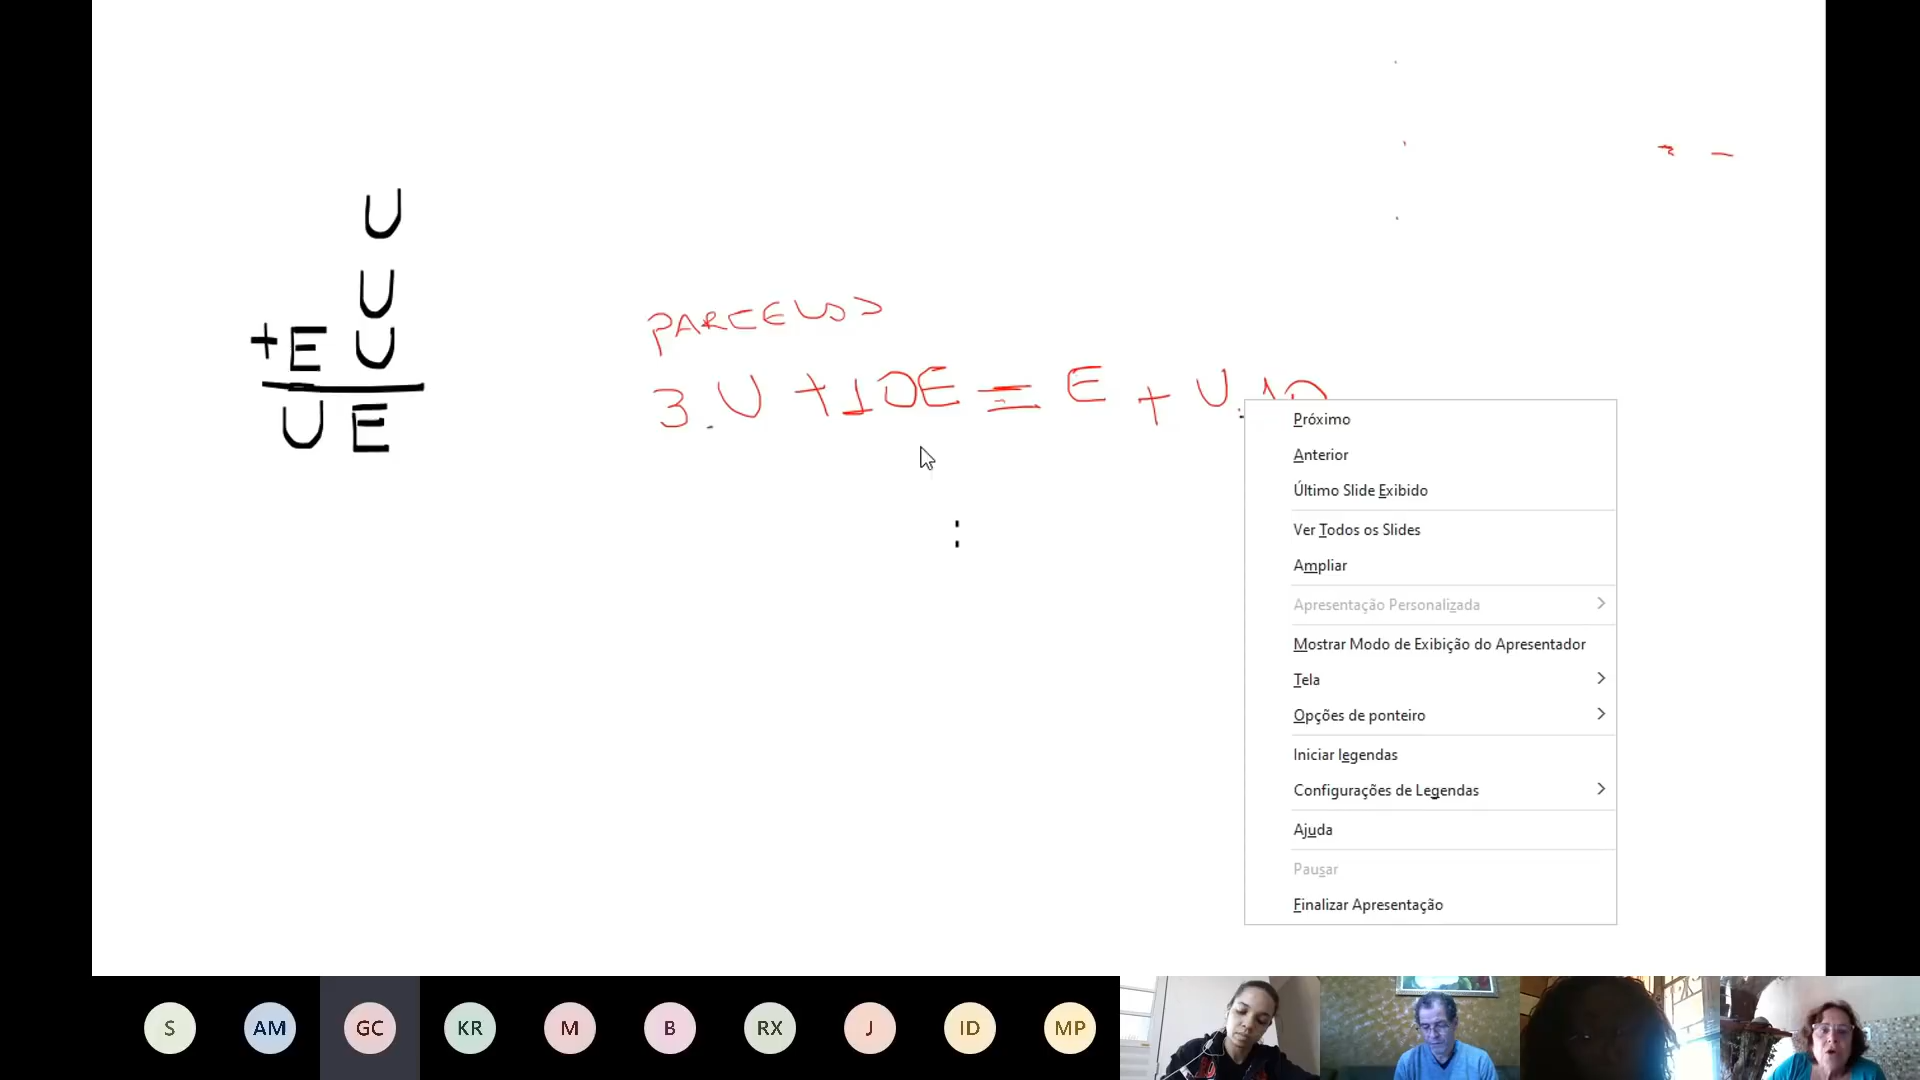 U
U
+ E U
U E
PARCELAS
3.U + 10E = E + U.10
Próximo
Anterior
Último Slide Exibido
Ver Todos os Slides
Ampliar
Apresentação Personalizada
Mostrar Modo de Exibição do Apresentador
Tela
Opções de ponteiro
Iniciar legendas
Configurações de Legendas
Ajuda
Pausar
Finalizar Apresentação
S AM GC KR M B RX J ID MP